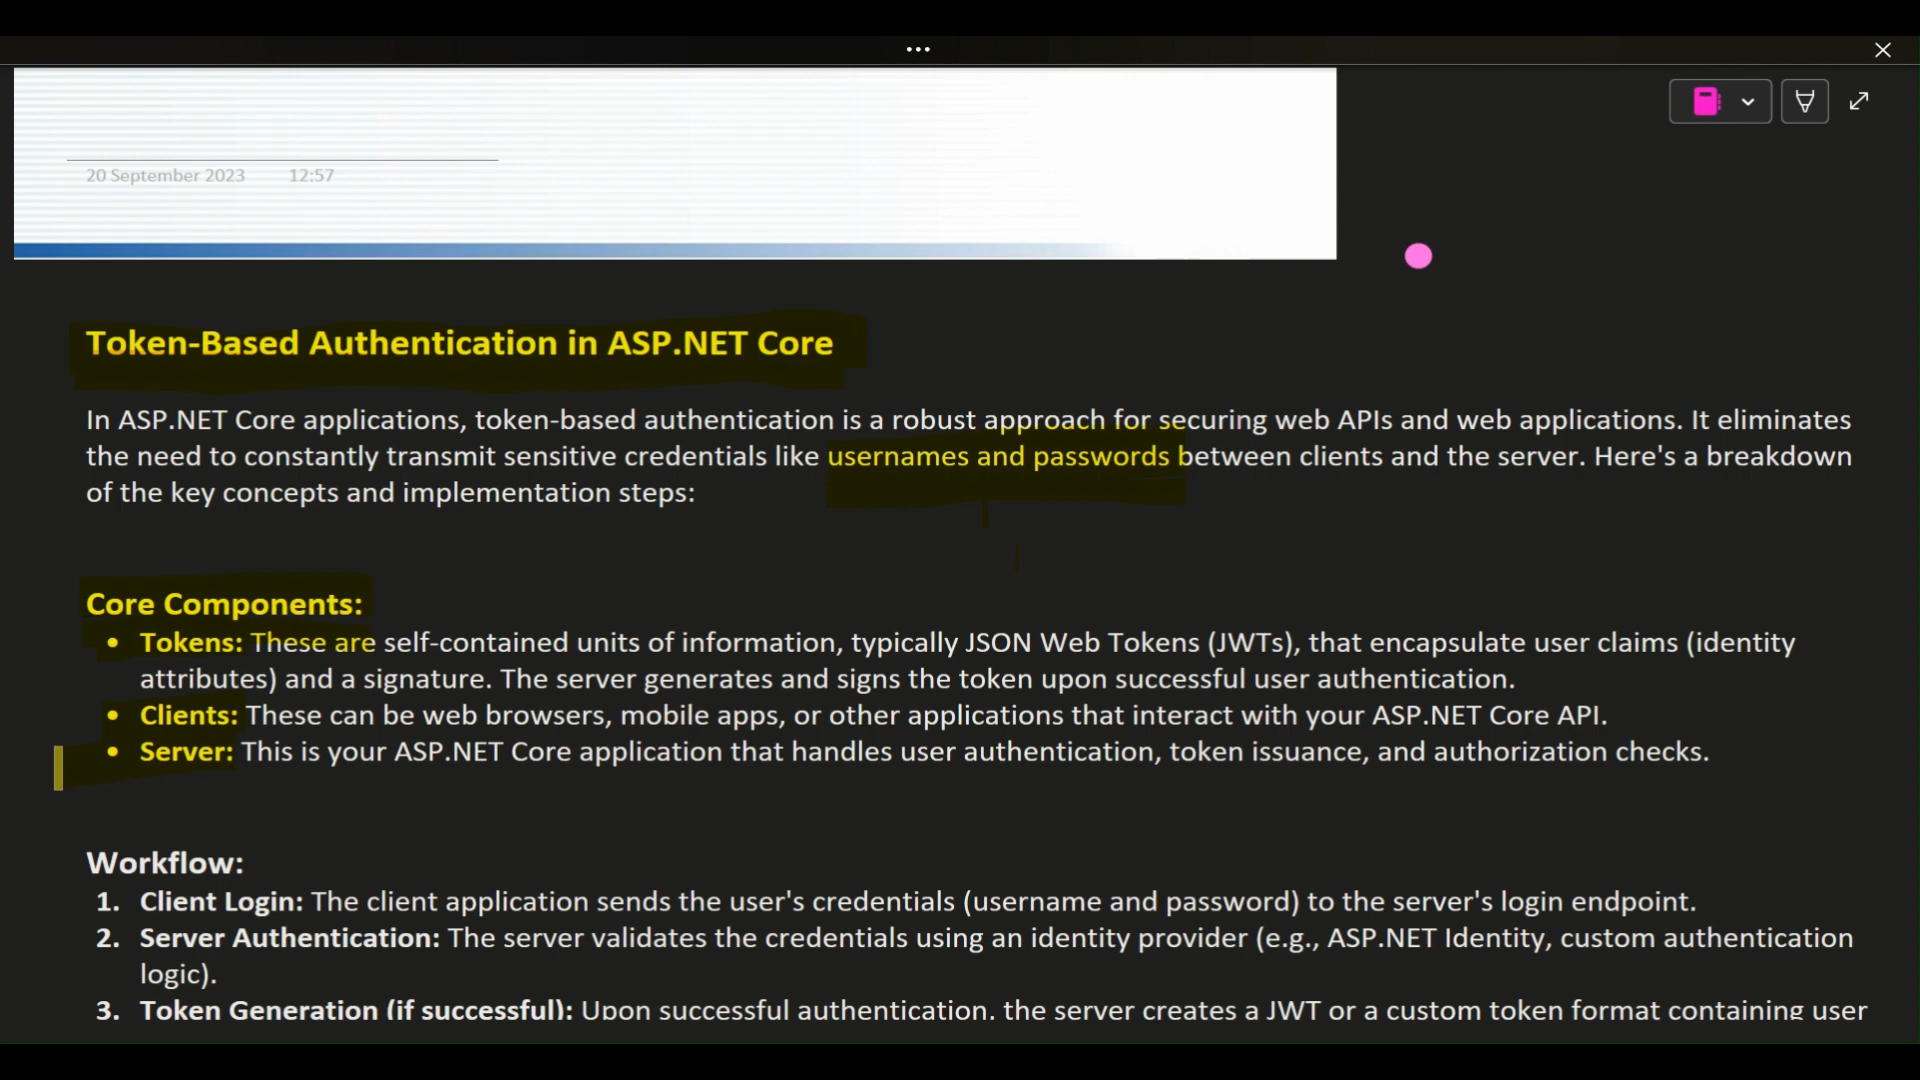 20 September 2023 12:57
Token-Based Authentication in ASP.NET Core
In ASP.NET Core applications, token-based authentication is a robust approach for securing web APIs and web applications. It eliminates
the need to constantly transmit sensitive credentials like usernames and passwords between clients and the server. Here's a breakdown
of the key concepts and implementation steps:
Core Components:
• Tokens: These are self-contained units of information, typically JSON Web Tokens (JWTs), that encapsulate user claims (identity
attributes) and a signature. The server generates and signs the token upon successful user authentication.
• Clients: These can be web browsers, mobile apps, or other applications that interact with your ASP.NET Core API.
• Server: This is your ASP.NET Core application that handles user authentication, token issuance, and authorization checks.
Workflow:
1. Client Login: The client application sends the user's credentials (username and password) to the server's login endpoint.
2. Server Authentication: The server validates the credentials using an identity provider (e.g., ASP.NET Identity, custom authentication
logic).
3. Token Generation (if successful): Upon successful authentication, the server creates a JWT or a custom token format containing user